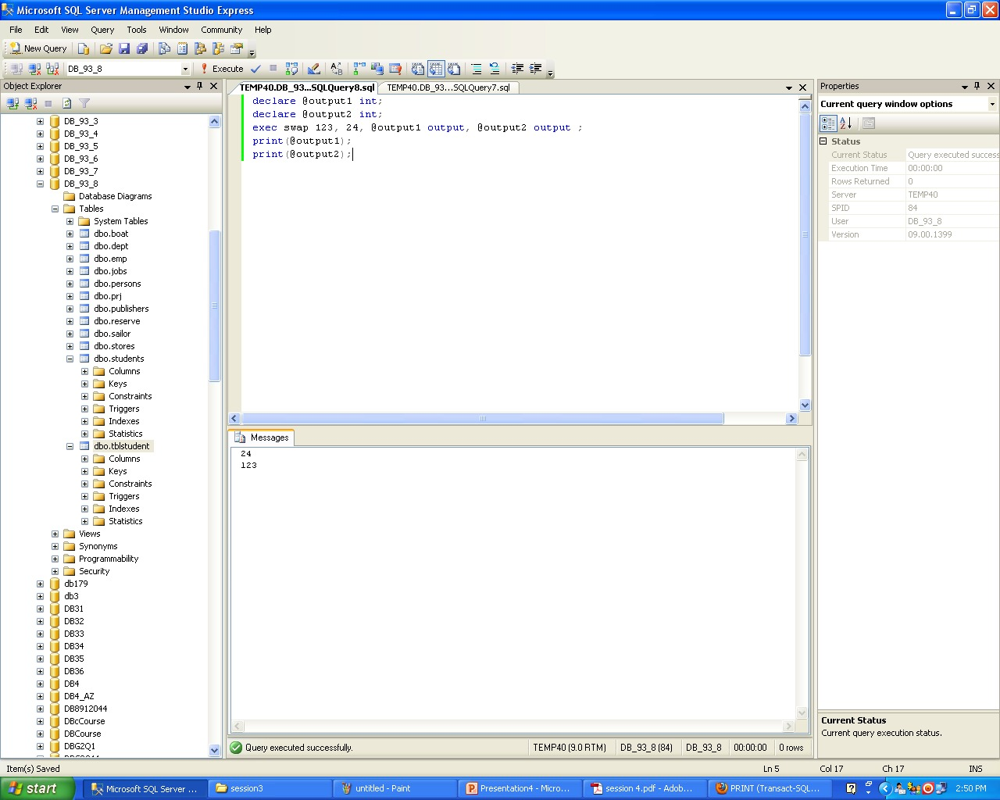 Microsoft SQL Server Management Studio Express
File Edit View Query Tools Window Community Help
New Query
DB_93_8 Execute
Object Explorer
DB_93_3
DB_93_4
DB_93_5
DB_93_6
DB_93_7
DB_93_8
Database Diagrams
Tables
System Tables
dbo.boat
dbo.dept
dbo.emp
dbo.jobs
dbo.persons
dbo.prj
dbo.publishers
dbo.reserve
dbo.sailor
dbo.stores
dbo.students
Columns
Keys
Constraints
Triggers
Indexes
Statistics
dbo.tblstudent
Columns
Keys
Constraints
Triggers
Indexes
Statistics
Views
Synonyms
Programmability
Security
db179
db3
DB31
DB32
DB33
DB34
DB35
DB36
DB4
DB4_AZ
DB8912044
DBcCourse
DBCourse
DBG2Q1
TEMP40.DB_93...SQLQuery8.sql TEMP40.DB_93...SQLQuery7.sql
declare @output1 int;
declare @output2 int;
exec swap 123, 24, @output1 output, @output2 output ;
print(@output1);
print(@output2);
Messages
24
123
Query executed successfully. TEMP40 (9.0 RTM) DB_93_8 (84) DB_93_8 00:00:00 0 rows
Properties
Current query window options
Status
Current Status Query executed success
Execution Time 00:00:00
Rows Returned 0
Server TEMP40
SPID 84
User DB_93_8
Version 09.00.1399
Current Status
Current query execution status.
Item(s) Saved Ln 5 Col 17 Ch 17 INS
start Microsoft SQL Server ... session3 untitled - Paint Presentation4 - Micro... session 4.pdf - Adob... PRINT (Transact-SQL... 2:50 PM